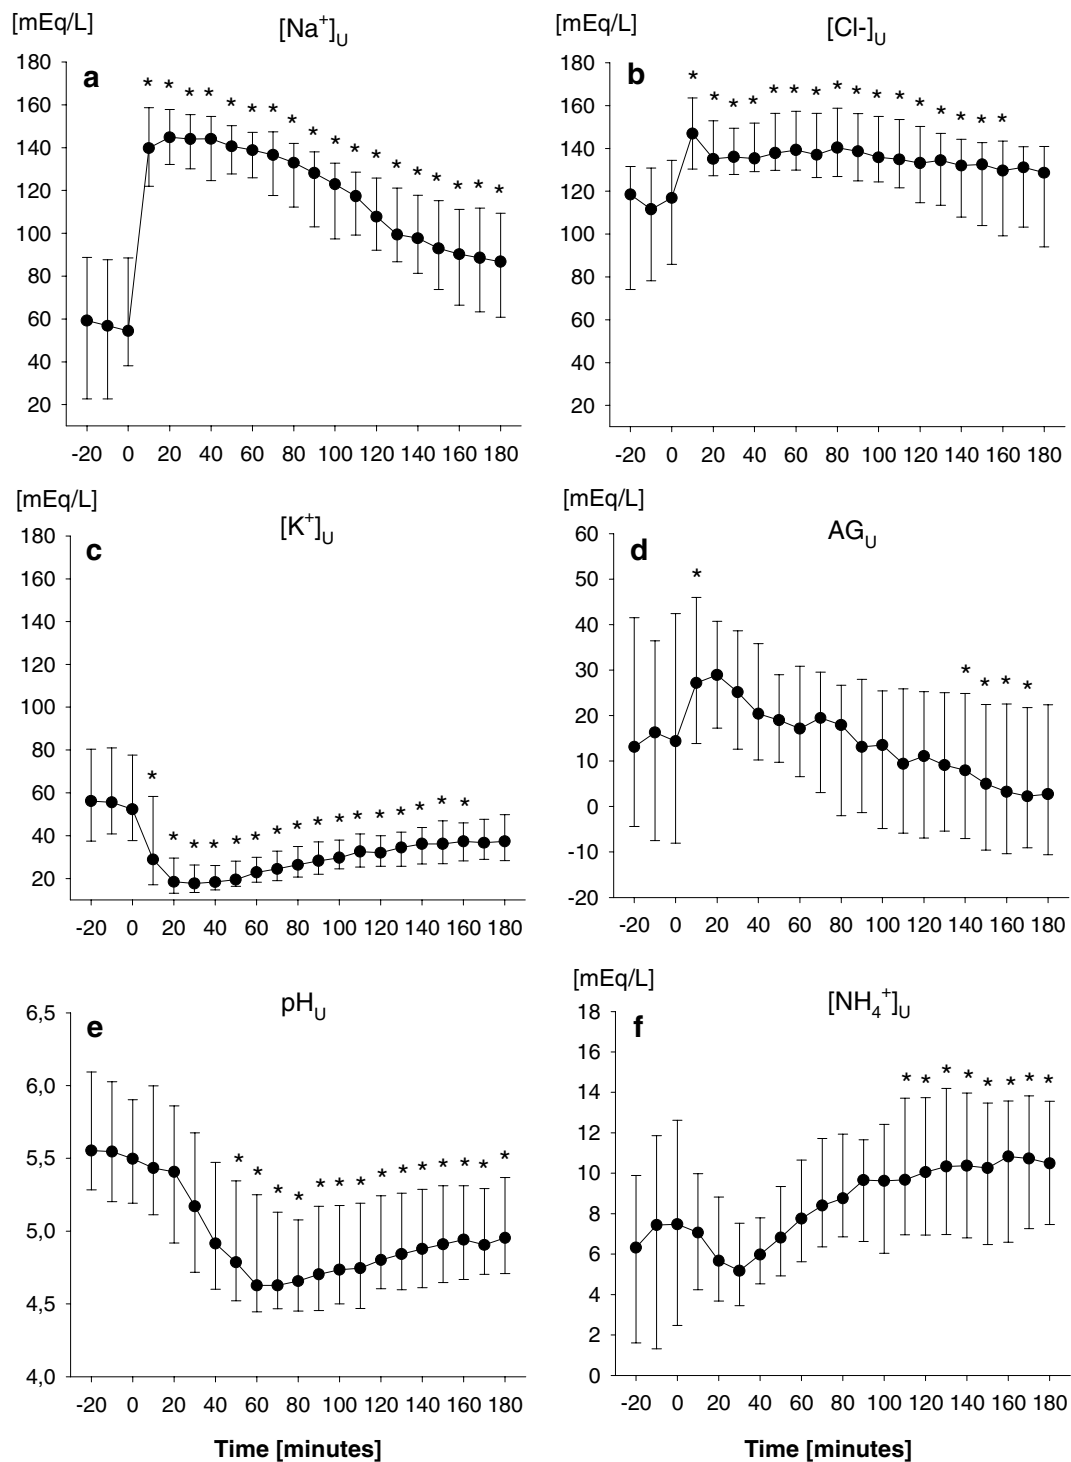 [mEq/L] [Na+]U
180
160
140
120
100
80
60
40
20
a
* * * * * * * * * * * * * * * * * *
-20 0 20 40 60 80 100 120 140 160 180
[mEq/L] [Cl-]U
180
160
140
120
100
80
60
40
20
b
* * * * * * * * * * * * * * * *
-20 0 20 40 60 80 100 120 140 160 180
[mEq/L] [K+]U
180
160
140
120
100
80
60
40
20
c
* * * * * * * * * * * * * * * *
-20 0 20 40 60 80 100 120 140 160 180
[mEq/L] AGU
60
50
40
30
20
10
0
-10
-20
d
* * * * *
-20 0 20 40 60 80 100 120 140 160 180
pHU
6,5
6,0
5,5
5,0
4,5
4,0
e
* * * * * * * * * * * * * *
-20 0 20 40 60 80 100 120 140 160 180
Time [minutes]
[mEq/L] [NH4+]U
18
16
14
12
10
8
6
4
2
0
f
* * * * * * * *
-20 0 20 40 60 80 100 120 140 160 180
Time [minutes]